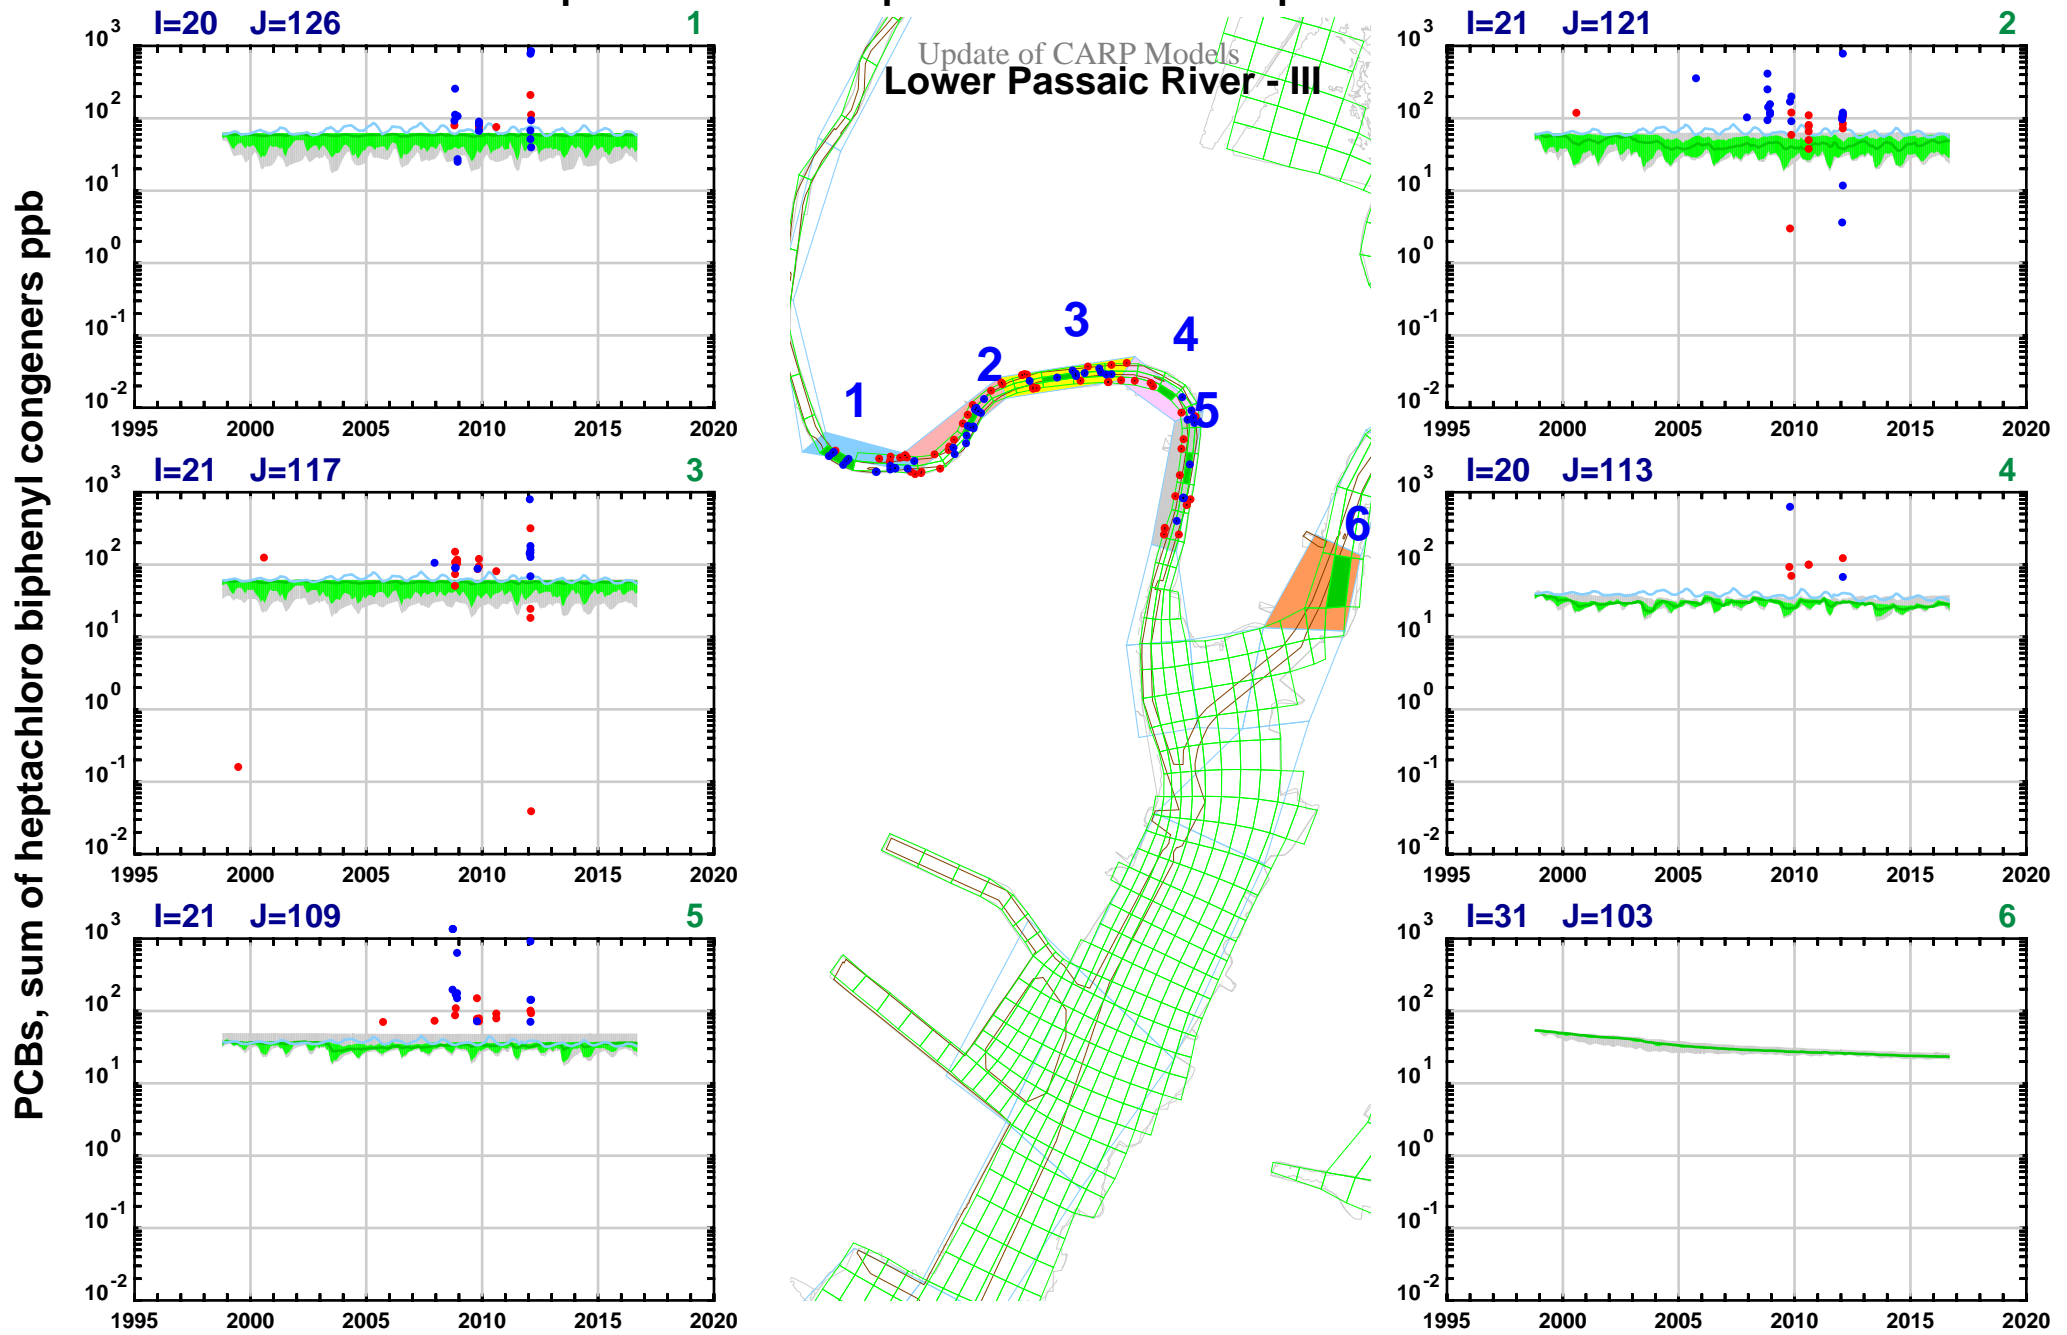 Update of CARP Models
Lower Passaic River - III
PCBs, sum of heptachloro biphenyl congeners ppb
I=20 J=126 1
10^3
10^2
10^1
10^0
10^-1
10^-2
1995 2000 2005 2010 2015 2020
I=21 J=121 2
10^3
10^2
10^1
10^0
10^-1
10^-2
1995 2000 2005 2010 2015 2020
I=21 J=117 3
10^3
10^2
10^1
10^0
10^-1
10^-2
1995 2000 2005 2010 2015 2020
I=20 J=113 4
10^3
10^2
10^1
10^0
10^-1
10^-2
1995 2000 2005 2010 2015 2020
I=21 J=109 5
10^3
10^2
10^1
10^0
10^-1
10^-2
1995 2000 2005 2010 2015 2020
I=31 J=103 6
10^3
10^2
10^1
10^0
10^-1
10^-2
1995 2000 2005 2010 2015 2020
1
2
3
4
5
6